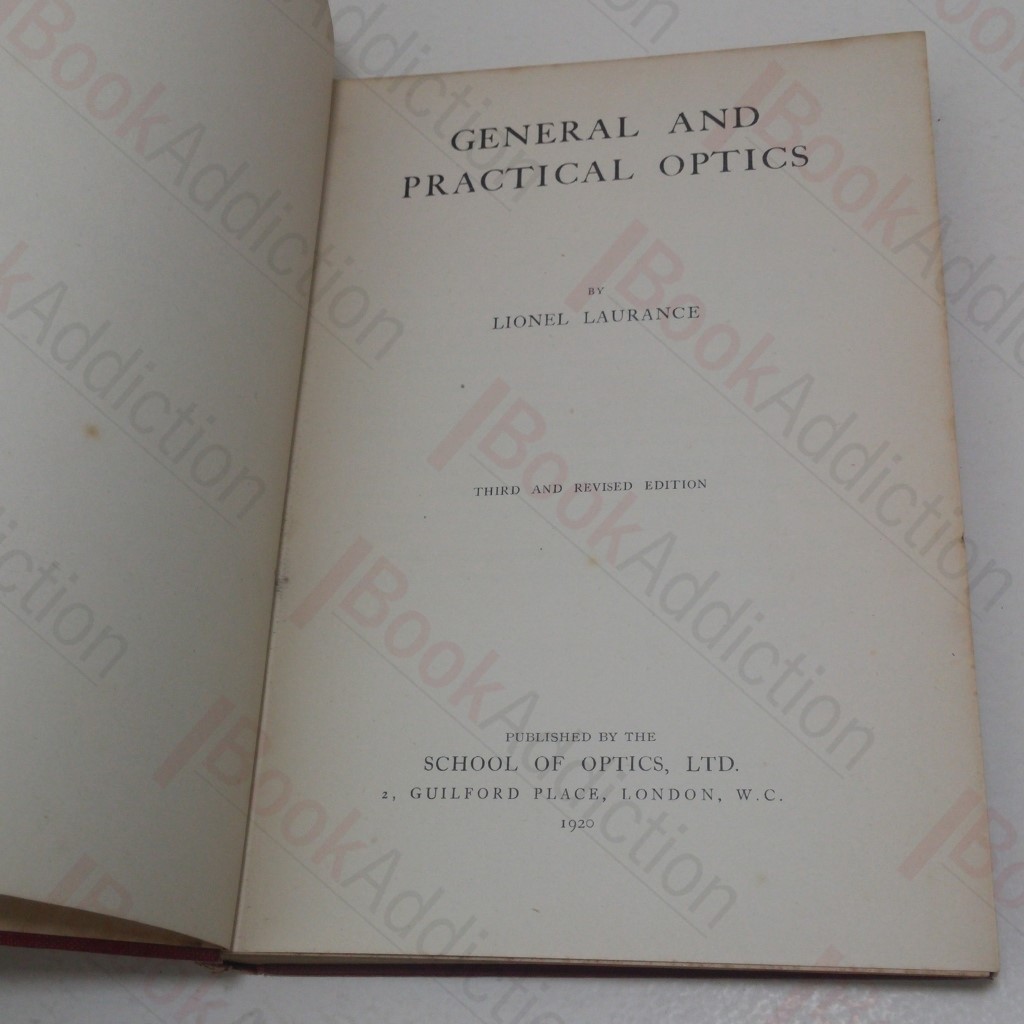 GENERAL AND
PRACTICAL OPTICS
BY
LIONEL LAURANCE
THIRD AND REVISED EDITION
PUBLISHED BY THE
SCHOOL OF OPTICS, LTD.
2, GUILFORD PLACE, LONDON, W.C.
1920
BookAddiction